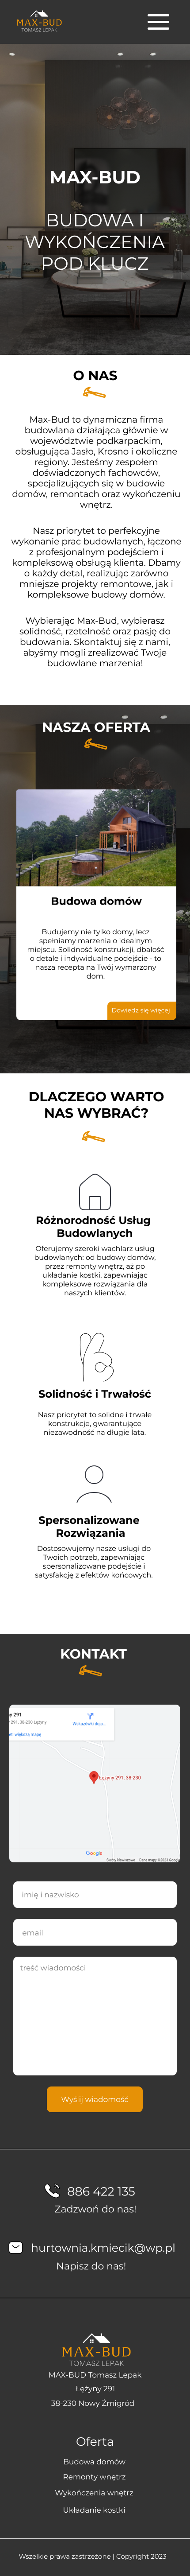 MAX-BUD
TOMASZ LEPAK
MAX-BUD
BUDOWA I
WYKOŃCZENIA
POD KLUCZ
O NAS
Max-Bud to dynamiczna firma
budowlana działająca głównie w
województwie podkarpackim,
obsługująca Jasło, Krosno i okoliczne
regiony. Jesteśmy zespołem
doświadczonych fachowców,
specjalizujących się w budowie
domów, remontach oraz wykończeniu
wnętrz.
Nasz priorytet to perfekcyjne
wykonanie prac budowlanych, łączone
z profesjonalnym podejściem i
kompleksową obsługą klienta. Dbamy
o każdy detal, realizując zarówno
mniejsze projekty remontowe, jak i
kompleksowe budowy domów.
Wybierając Max-Bud, wybierasz
solidność, rzetelność oraz pasję do
budowania. Skontaktuj się z nami,
abyśmy mogli zrealizować Twoje
budowlane marzenia!
NASZA OFERTA
Budowa domów
Budujemy nie tylko domy, lecz
spełniamy marzenia o idealnym
miejscu. Solidność konstrukcji, dbałość
o detale i indywidualne podejście - to
nasza recepta na Twój wymarzony
dom.
Dowiedz się więcej
DLACZEGO WARTO
NAS WYBRAĆ?
Różnorodność Usług
Budowlanych
Oferujemy szeroki wachlarz usług
budowlanych: od budowy domów,
przez remonty wnętrz, aż po
układanie kostki, zapewniając
kompleksowe rozwiązania dla
naszych klientów.
Solidność i Trwałość
Nasz priorytet to solidne i trwałe
konstrukcje, gwarantujące
niezawodność na długie lata.
Spersonalizowane
Rozwiązania
Dostosowujemy nasze usługi do
Twoich potrzeb, zapewniając
spersonalizowane podejście i
satysfakcję z efektów końcowych.
KONTAKT
y 291
291, 38-230 Łężyny
Wskazówki doja...
etl większą mapę
Łężyny 291, 38-230
Google
Skróty klawiszowe Dane mapy ©2023 Google
imię i nazwisko
email
treść wiadomości
Wyślij wiadomość
886 422 135
Zadzwoń do nas!
hurtownia.kmiecik@wp.pl
Napisz do nas!
MAX-BUD
TOMASZ LEPAK
MAX-BUD Tomasz Lepak
Łężyny 291
38-230 Nowy Żmigród
Oferta
Budowa domów
Remonty wnętrz
Wykończenia wnętrz
Układanie kostki
Wszelkie prawa zastrzeżone | Copyright 2023